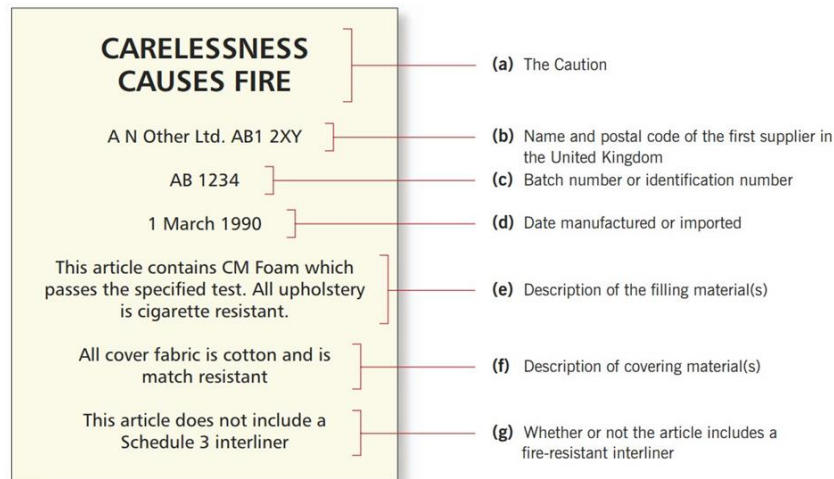 CARELESSNESS
CAUSES FIRE
(a) The Caution
A N Other Ltd. AB1 2XY
(b) Name and postal code of the first supplier in
the United Kingdom
AB 1234
(c) Batch number or identification number
1 March 1990
(d) Date manufactured or imported
This article contains CM Foam which
passes the specified test. All upholstery
is cigarette resistant.
(e) Description of the filling material(s)
All cover fabric is cotton and is
match resistant
(f) Description of covering material(s)
This article does not include a
Schedule 3 interliner
(g) Whether or not the article includes a
fire-resistant interliner